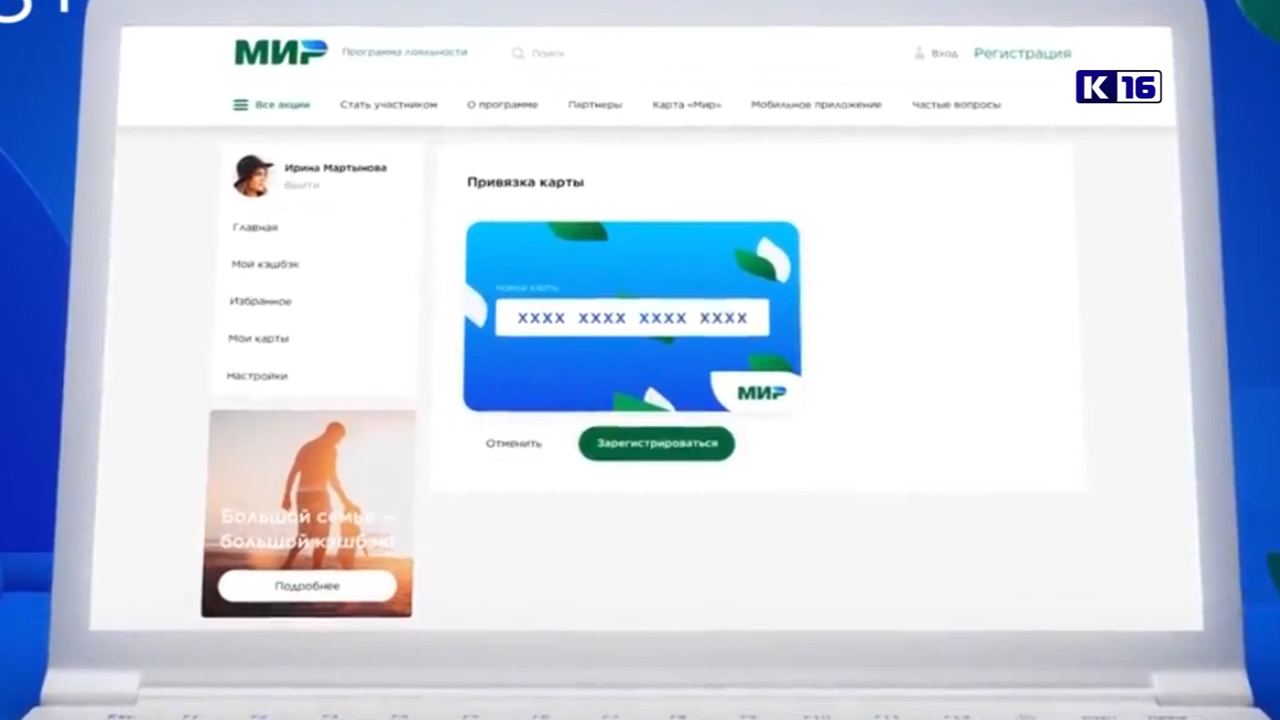 МИР Программа лояльности Поиск Вход Регистрация
К 16
Все акции Стать участником О программе Партнеры Карта «Мир» Мобильное приложение Частые вопросы
Ирина Мартынова
Выйти
Главная
Мой кэшбэк
Избранное
Мои карты
Настройки
Привязка карты
Номер карты
XXXX XXXX XXXX XXXX
МИР
Отменить Зарегистрироваться
Большой семье –
большой кэшбэк!
Подробнее